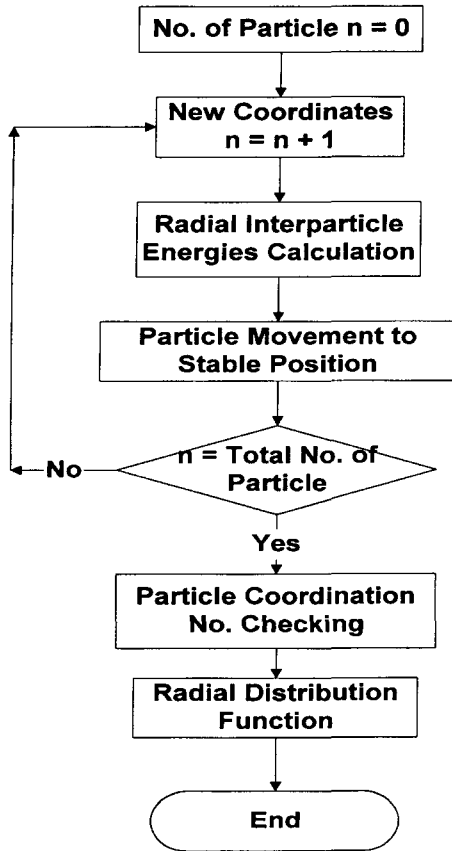 No. of Particle n = 0
New Coordinates
n = n + 1
Radial Interparticle
Energies Calculation
Particle Movement to
Stable Position
n = Total No. of
Particle
No
Yes
Particle Coordination
No. Checking
Radial Distribution
Function
End